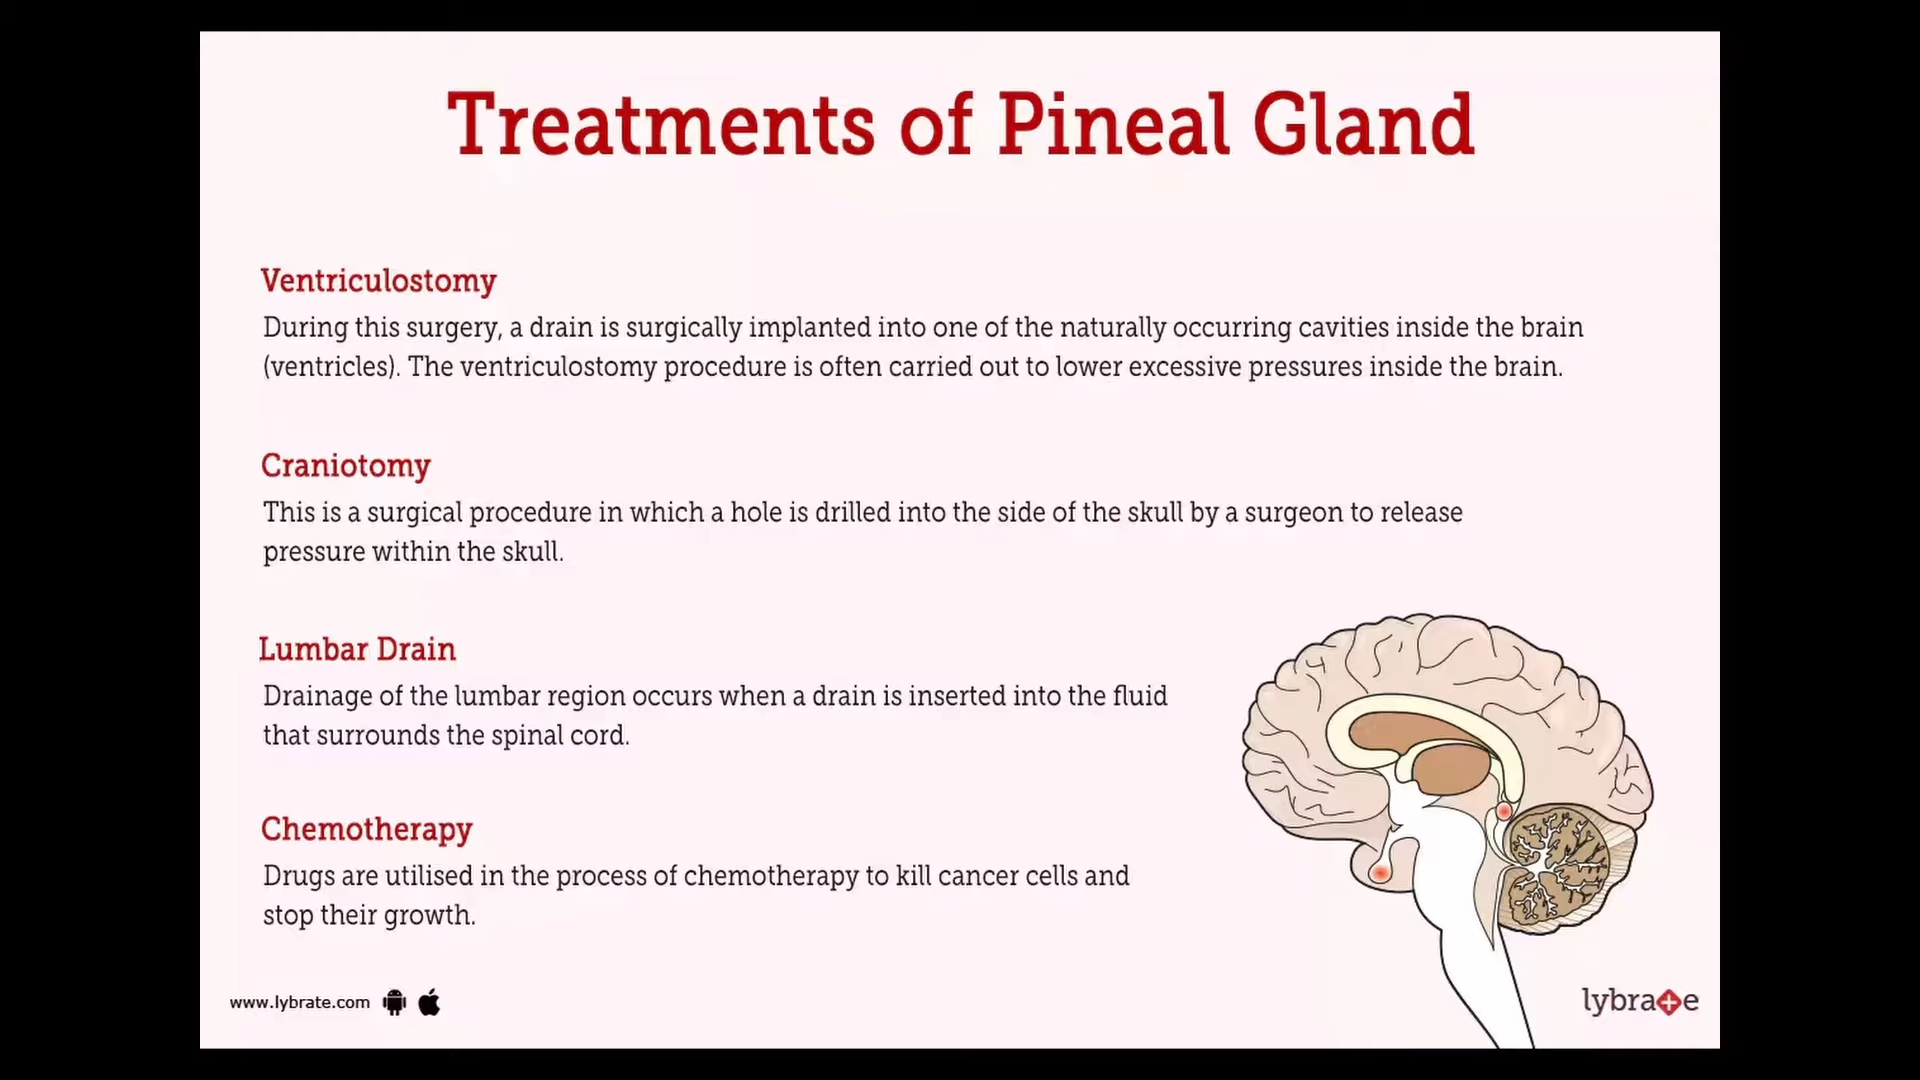 Treatments of Pineal Gland
Ventriculostomy
During this surgery, a drain is surgically implanted into one of the naturally occurring cavities inside the brain
(ventricles). The ventriculostomy procedure is often carried out to lower excessive pressures inside the brain.
Craniotomy
This is a surgical procedure in which a hole is drilled into the side of the skull by a surgeon to release
pressure within the skull.
Lumbar Drain
Drainage of the lumbar region occurs when a drain is inserted into the fluid
that surrounds the spinal cord.
Chemotherapy
Drugs are utilised in the process of chemotherapy to kill cancer cells and
stop their growth.
www.lybrate.com
lybrate